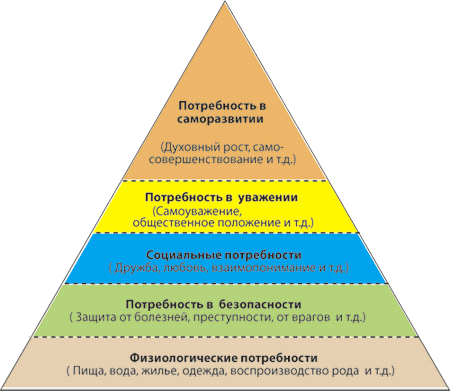 Потребность в
саморазвитии
(Духовный рост, само-
совершенствование и т.д.)
Потребность в уважении
(Самоуважение,
общественное положение и т.д.)
Социальные потребности
( Дружба, любовь, взаимопонимание и т.д.)
Потребность в безопасности
( Защита от болезней, преступности, от врагов и т.д.)
Физиологические потребности
( Пища, вода, жилье, одежда, воспроизводство рода и т.д.)